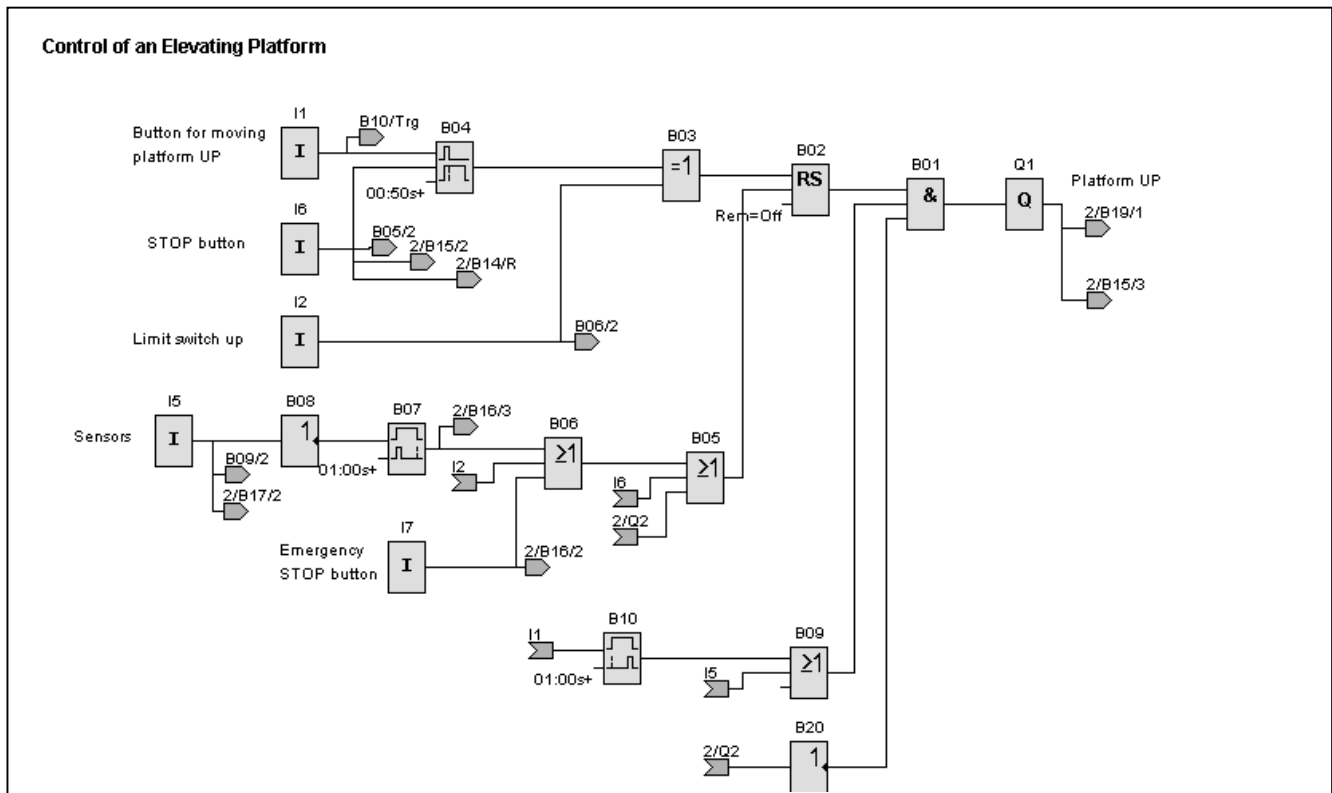 Control of an Elevating Platform
I1
B10/Trg
B04
B03
B02
B01
Q1
Button for moving
platform UP
I
=1
RS
&
Q
Platform UP
00:50s+
Rem=Off
2/B19/1
I6
STOP button
I
B05/2
2/B15/2
2/B14/R
2/B15/3
I2
Limit switch up
I
B06/2
I5
B08
B07
2/B16/3
B06
B05
Sensors
I
1
≥1
≥1
01:00s+
I2
I6
B09/2
2/B17/2
2/Q2
I7
Emergency
STOP button
I
2/B16/2
I1
B10
B09
≥1
01:00s+
I5
B20
2/Q2
1